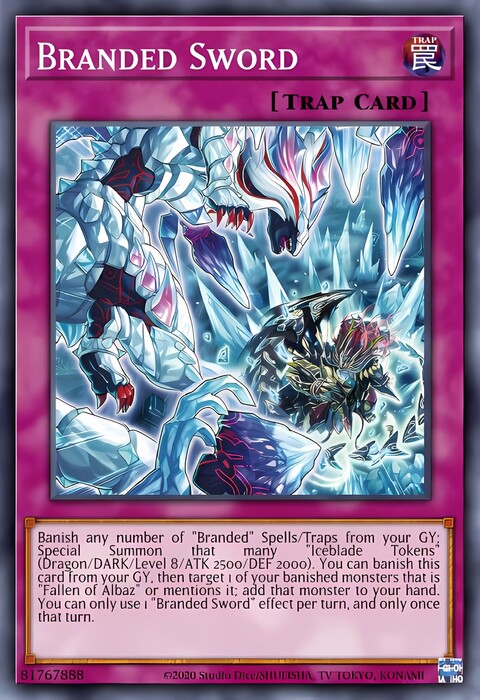 Branded Sword
TRAP
罠
[Trap Card]
Banish any number of "Branded" Spells/Traps from your GY;
Special Summon that many "Iceblade Tokens"
(Dragon/DARK/Level 8/ATK 2500/DEF 2000). You can banish this
card from your GY, then target 1 of your banished monsters that is
"Fallen of Albaz" or mentions it; add that monster to your hand.
You can only use 1 "Branded Sword" effect per turn, and only once
that turn.
81767888
©2020 Studio Dice/SHUEISHA, TV TOKYO, KONAMI